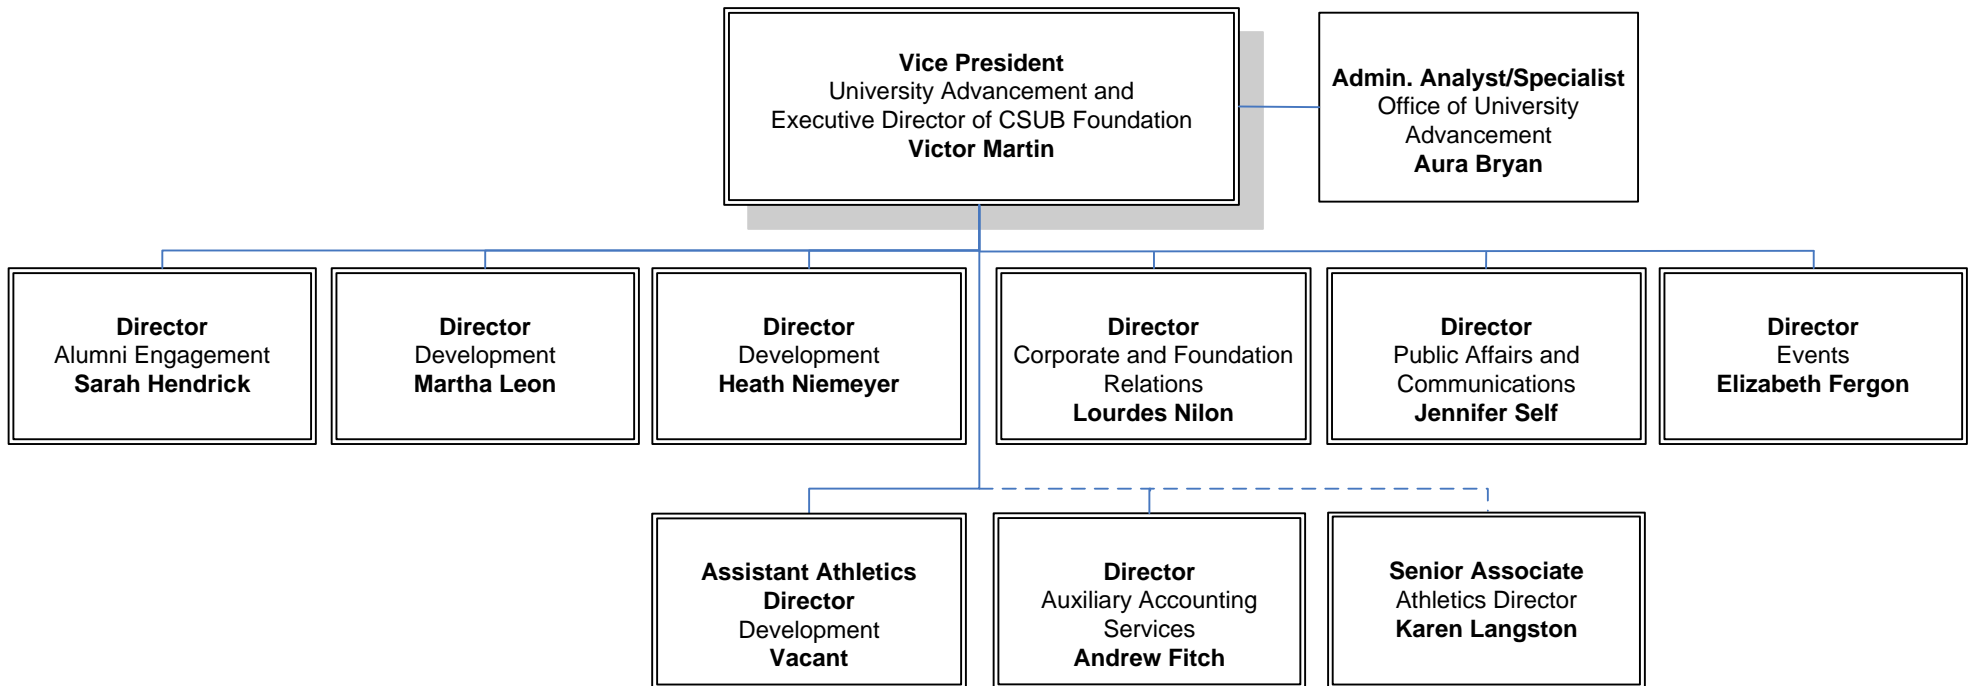 Vice President
University Advancement and
Executive Director of CSUB Foundation
Victor Martin
Admin. Analyst/Specialist
Office of University
Advancement
Aura Bryan
Director
Alumni Engagement
Sarah Hendrick
Director
Development
Martha Leon
Director
Development
Heath Niemeyer
Director
Corporate and Foundation
Relations
Lourdes Nilon
Director
Public Affairs and
Communications
Jennifer Self
Director
Events
Elizabeth Fergon
Assistant Athletics
Director
Development
Vacant
Director
Auxiliary Accounting
Services
Andrew Fitch
Senior Associate
Athletics Director
Karen Langston